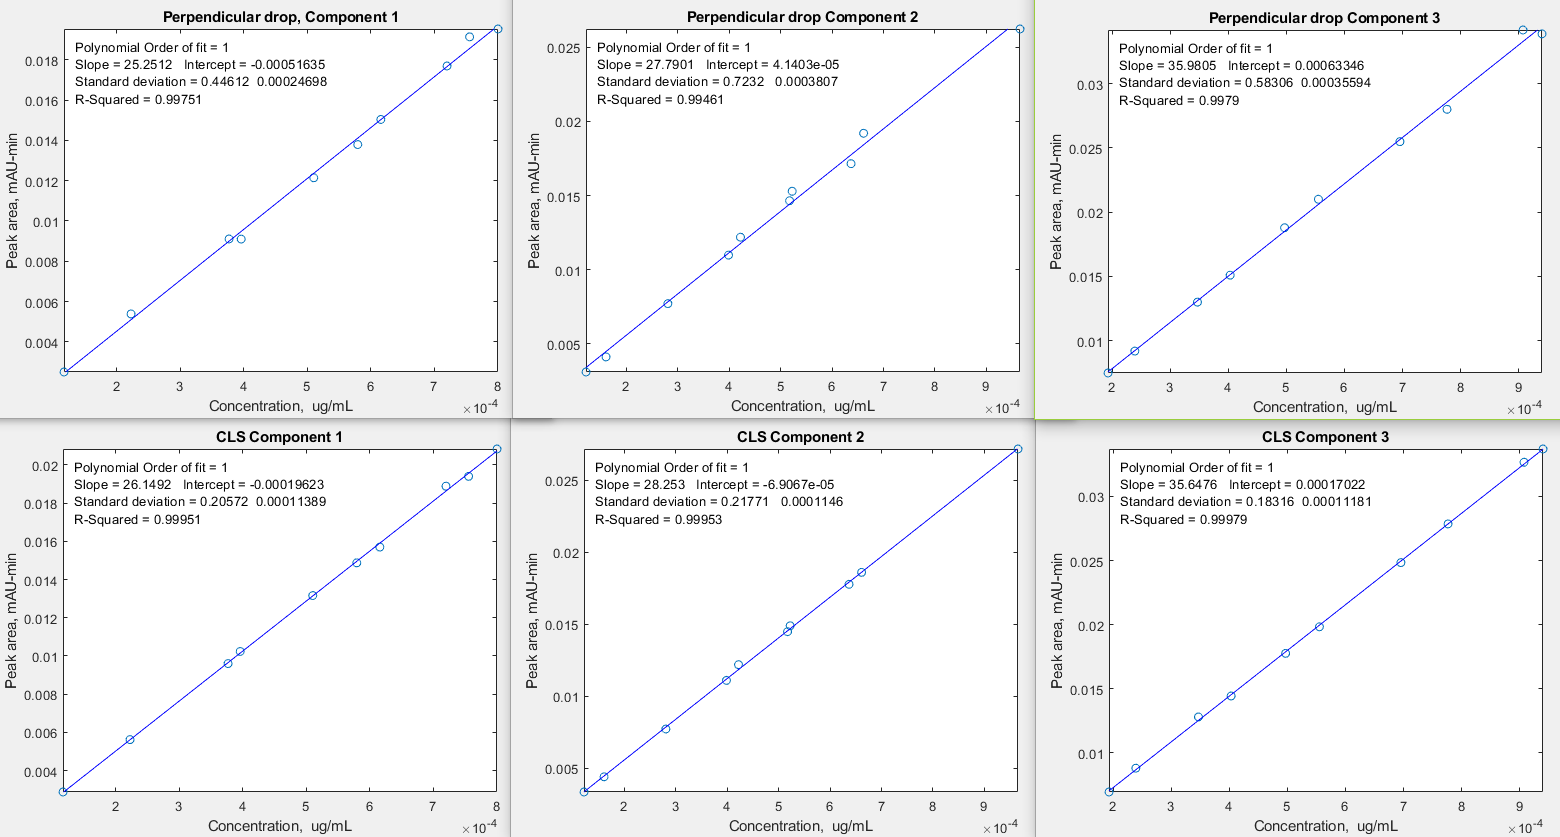 Perpendicular drop, Component 1
Polynomial Order of fit = 1
Slope = 25.2512 Intercept = -0.00051635
Standard deviation = 0.44612 0.00024698
R-Squared = 0.99751
0.018
0.016
0.014
0.012
0.01
0.008
0.006
0.004
Peak area, mAU-min
2 3 4 5 6 7 8
Concentration, ug/mL
×10-4
Perpendicular drop Component 2
Polynomial Order of fit = 1
Slope = 27.7901 Intercept = 4.1403e-05
Standard deviation = 0.7232 0.0003807
R-Squared = 0.99461
0.025
0.02
0.015
0.01
0.005
Peak area, mAU-min
2 3 4 5 6 7 8 9
Concentration, ug/mL
×10-4
Perpendicular drop Component 3
Polynomial Order of fit = 1
Slope = 35.9805 Intercept = 0.00063346
Standard deviation = 0.58306 0.00035594
R-Squared = 0.9979
0.03
0.025
0.02
0.015
0.01
Peak area, mAU-min
2 3 4 5 6 7 8 9
Concentration, ug/mL
×10-4
CLS Component 1
Polynomial Order of fit = 1
Slope = 26.1492 Intercept = -0.00019623
Standard deviation = 0.20572 0.00011389
R-Squared = 0.99951
0.02
0.018
0.016
0.014
0.012
0.01
0.008
0.006
0.004
Peak area, mAU-min
2 3 4 5 6 7 8
Concentration, ug/mL
×10-4
CLS Component 2
Polynomial Order of fit = 1
Slope = 28.253 Intercept = -6.9067e-05
Standard deviation = 0.21771 0.0001146
R-Squared = 0.99953
0.025
0.02
0.015
0.01
0.005
Peak area, mAU-min
2 3 4 5 6 7 8 9
Concentration, ug/mL
×10-4
CLS Component 3
Polynomial Order of fit = 1
Slope = 35.6476 Intercept = 0.00017022
Standard deviation = 0.18316 0.00011181
R-Squared = 0.99979
0.03
0.025
0.02
0.015
0.01
Peak area, mAU-min
2 3 4 5 6 7 8 9
Concentration, ug/mL
×10-4